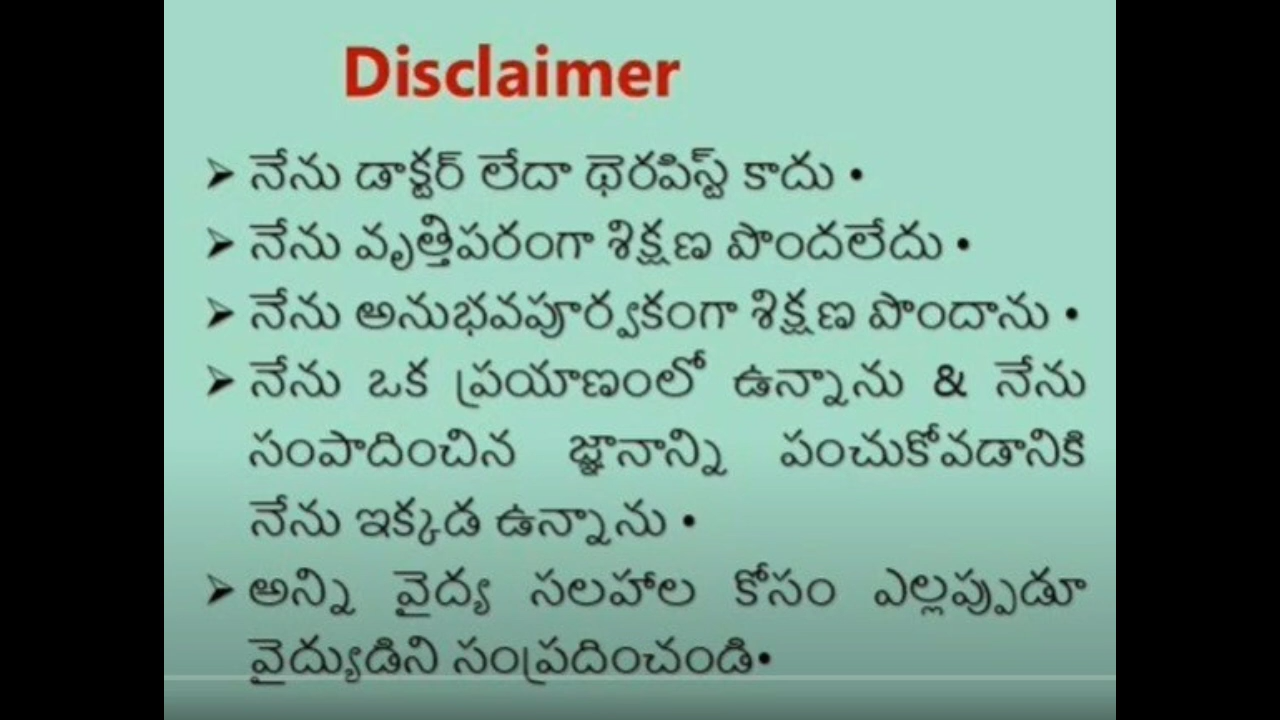 Disclaimer
➢ నేను డాక్టర్ లేదా థెరపిస్ట్ కాదు •
➢ నేను వృత్తిపరంగా శిక్షణ పొందలేదు •
➢ నేను అనుభవపూర్వకంగా శిక్షణ పొందాను •
➢ నేను ఒక ప్రయాణంలో ఉన్నాను & నేను
సంపాదించిన జ్ఞానాన్ని పంచుకోవడానికి
నేను ఇక్కడ ఉన్నాను •
➢ అన్ని వైద్య సలహాల కోసం ఎల్లప్పుడూ
వైద్యుడిని సంప్రదించండి•